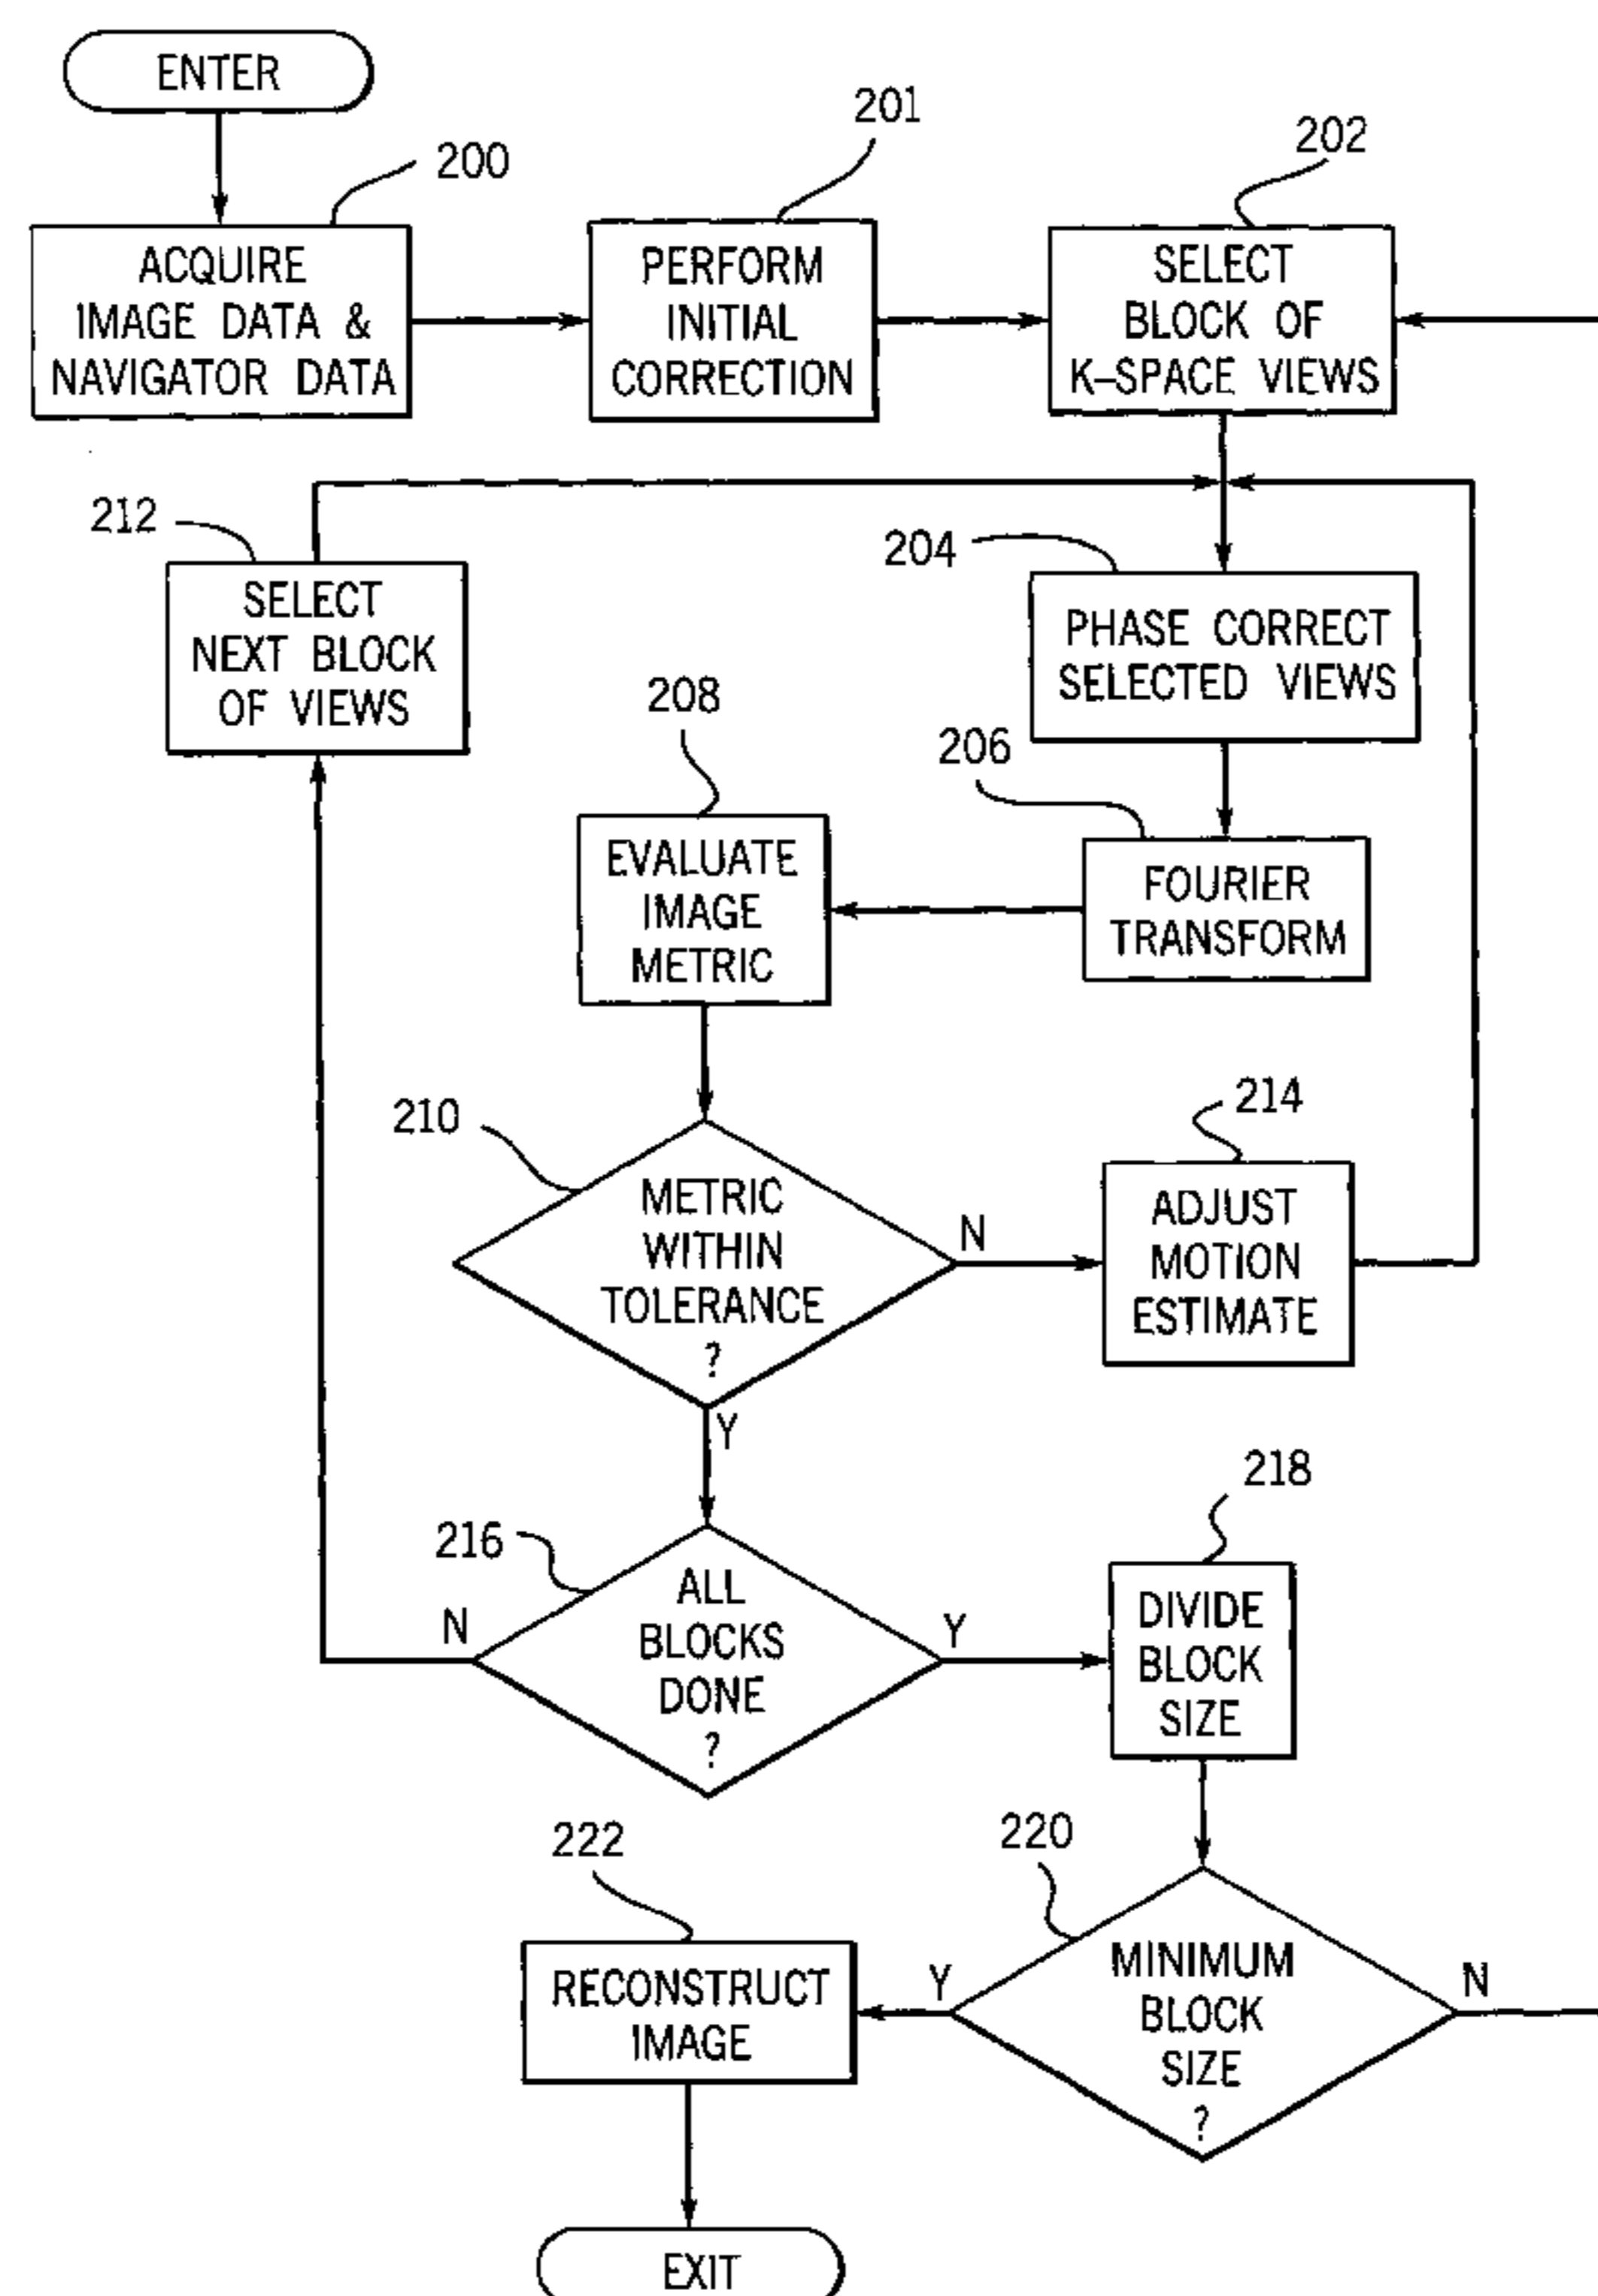 ENTER
200
ACQUIRE
IMAGE DATA &
NAVIGATOR DATA
201
PERFORM
INITIAL
CORRECTION
202
SELECT
BLOCK OF
K-SPACE VIEWS
212
SELECT
NEXT BLOCK
OF VIEWS
204
PHASE CORRECT
SELECTED VIEWS
206
FOURIER
TRANSFORM
208
EVALUATE
IMAGE
METRIC
210
METRIC
WITHIN
TOLERANCE
?
N
Y
214
ADJUST
MOTION
ESTIMATE
216
ALL
BLOCKS
DONE
?
N
Y
218
DIVIDE
BLOCK
SIZE
220
MINIMUM
BLOCK
SIZE
?
Y
N
222
RECONSTRUCT
IMAGE
EXIT